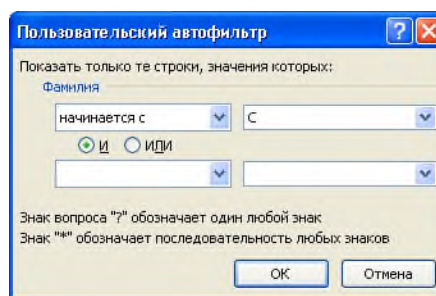 Пользовательский автофильтр
Показать только те строки, значения которых:
Фамилия
начинается с
С
И ИЛИ
Знак вопроса "?" обозначает один любой знак
Знак "*" обозначает последовательность любых знаков
ОК Отмена